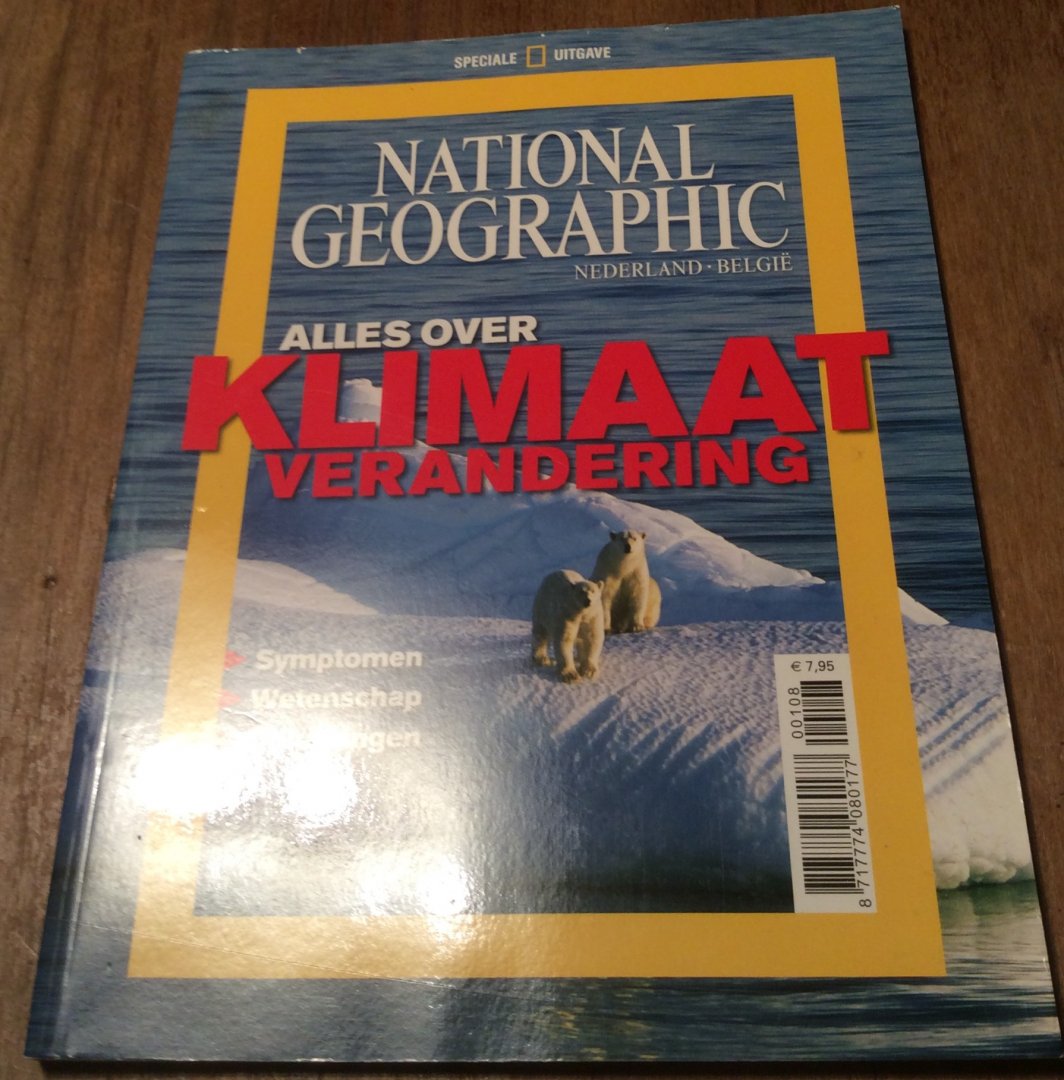 SPECIALE UITGAVE
NATIONAL
GEOGRAPHIC
NEDERLAND · BELGIË
ALLES OVER
KLIMAAT
VERANDERING
Symptomen
Wetenschap
€ 7,95
00108
8 717774 080177